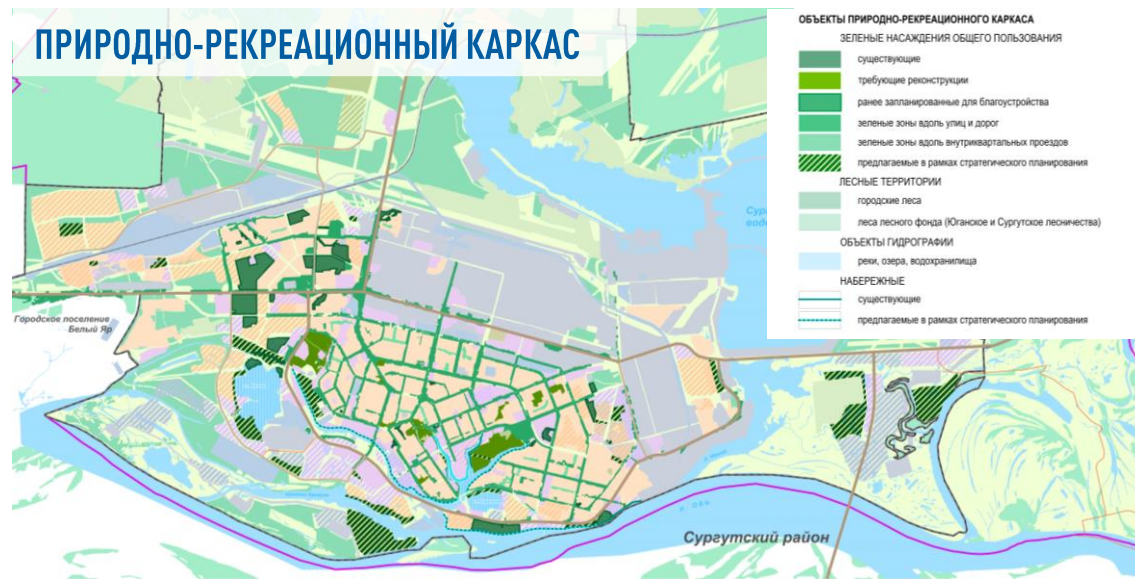 ПРИРОДНО-РЕКРЕАЦИОННЫЙ КАРКАС
ОБЪЕКТЫ ПРИРОДНО-РЕКРЕАЦИОННОГО КАРКАСА
ЗЕЛЕНЫЕ НАСАЖДЕНИЯ ОБЩЕГО ПОЛЬЗОВАНИЯ
существующие
требующие реконструкции
ранее запланированные для благоустройства
зеленые зоны вдоль улиц и дорог
зеленые зоны вдоль внутриквартальных проездов
предлагаемые в рамках стратегического планирования
ЛЕСНЫЕ ТЕРРИТОРИИ
городские леса
леса лесного фонда (Юганское и Сургутское лесничества)
ОБЪЕКТЫ ГИДРОГРАФИИ
реки, озера, водохранилища
НАБЕРЕЖНЫЕ
существующие
предлагаемые в рамках стратегического планирования
Городское поселение
Белый Яр
р. Обь
Сургутский район